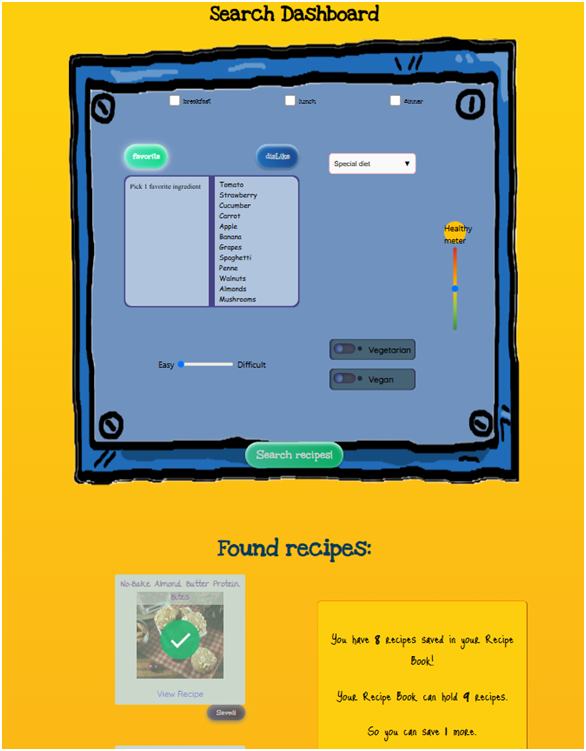 Search Dashboard
breakfast
lunch
dinner
favorite
disLike
Special diet
Pick 1 favorite ingredient
Tomato
Strawberry
Cucumber
Carrot
Apple
Banana
Grapes
Spaghetti
Penne
Walnuts
Almonds
Mushrooms
Healthy
meter
Vegetarian
Vegan
Easy
Difficult
Search recipes!
Found recipes:
No-Bake Almond Butter Protein
Bites
View Recipe
Saved!
You have 8 recipes saved in your Recipe
Book!
Your Recipe Book can hold 9 recipes.
So you can save 1 more.